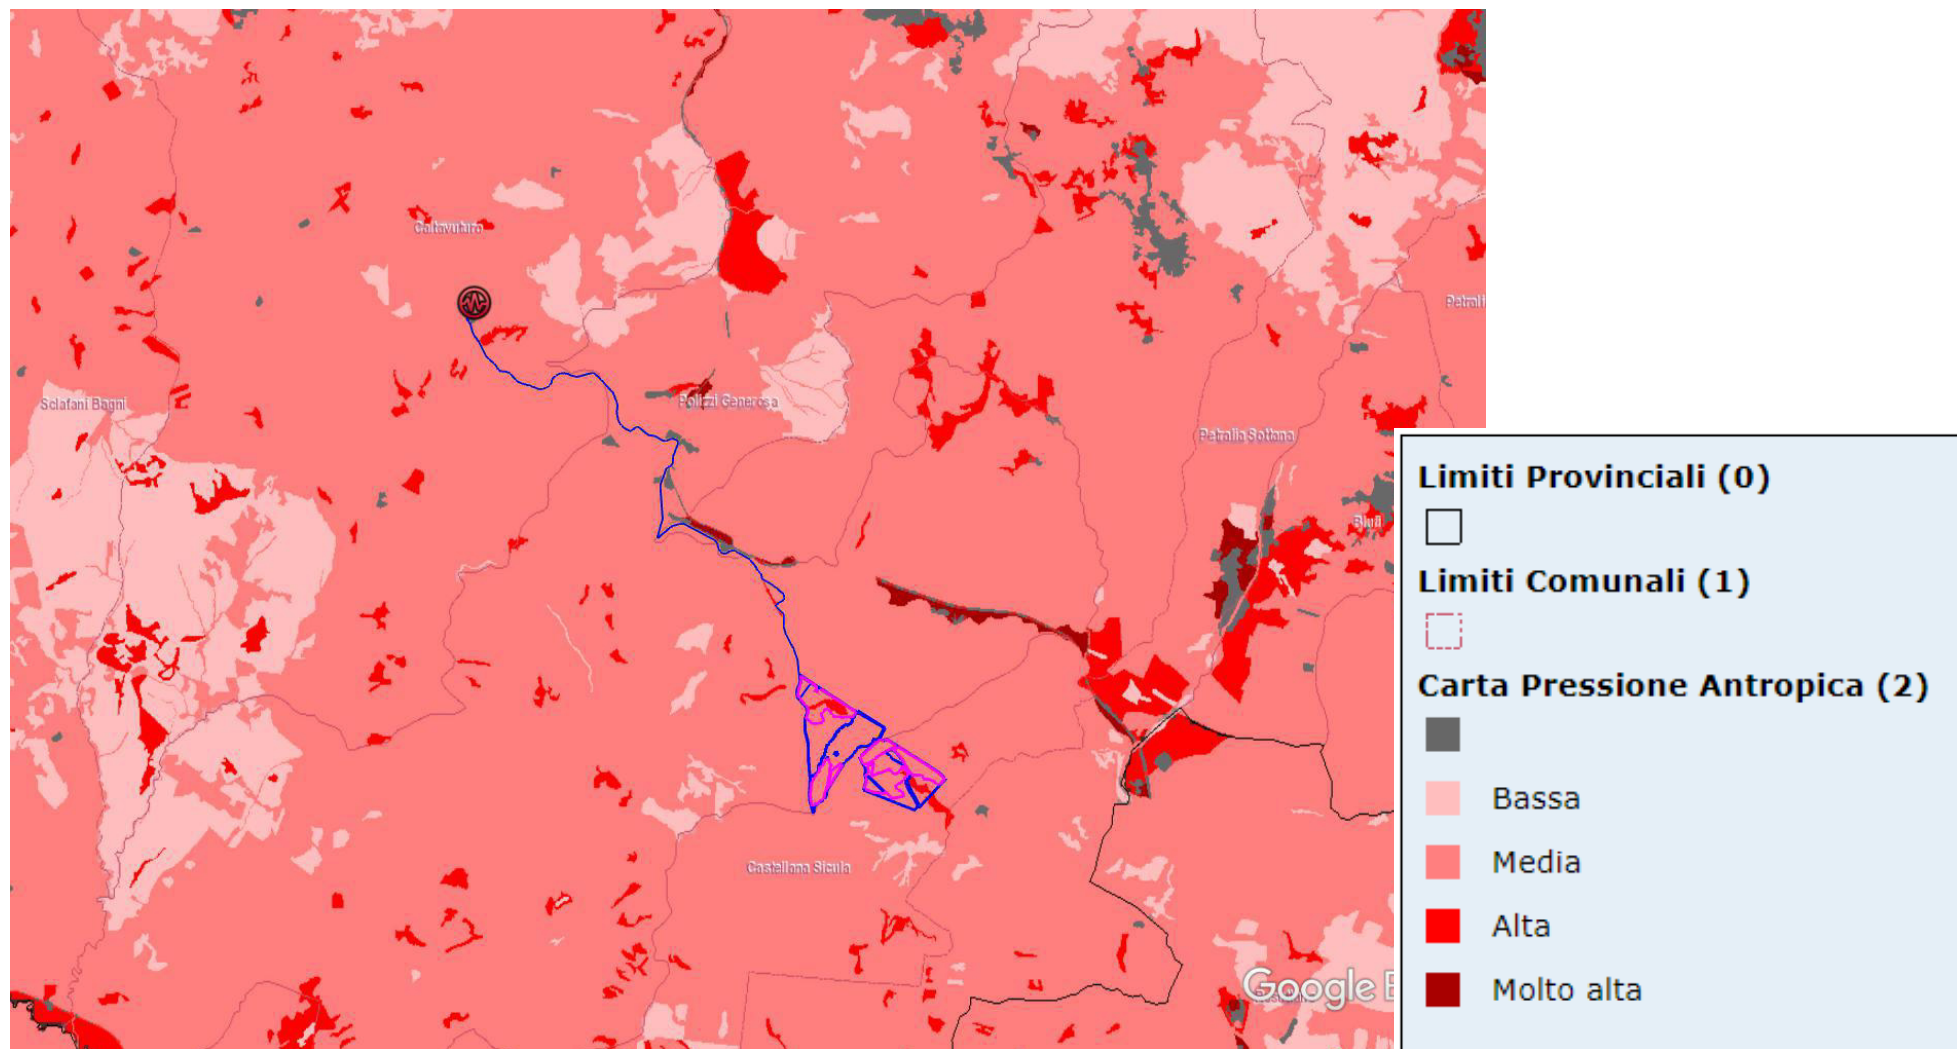 Caltavuturo
Petrali
Sclafani Bagni
Polizzi Generosa
Petralia Sottana
Blufi
Castellana Sicula
Google E
Limiti Provinciali (0)
Limiti Comunali (1)
Carta Pressione Antropica (2)
Bassa
Media
Alta
Molto alta